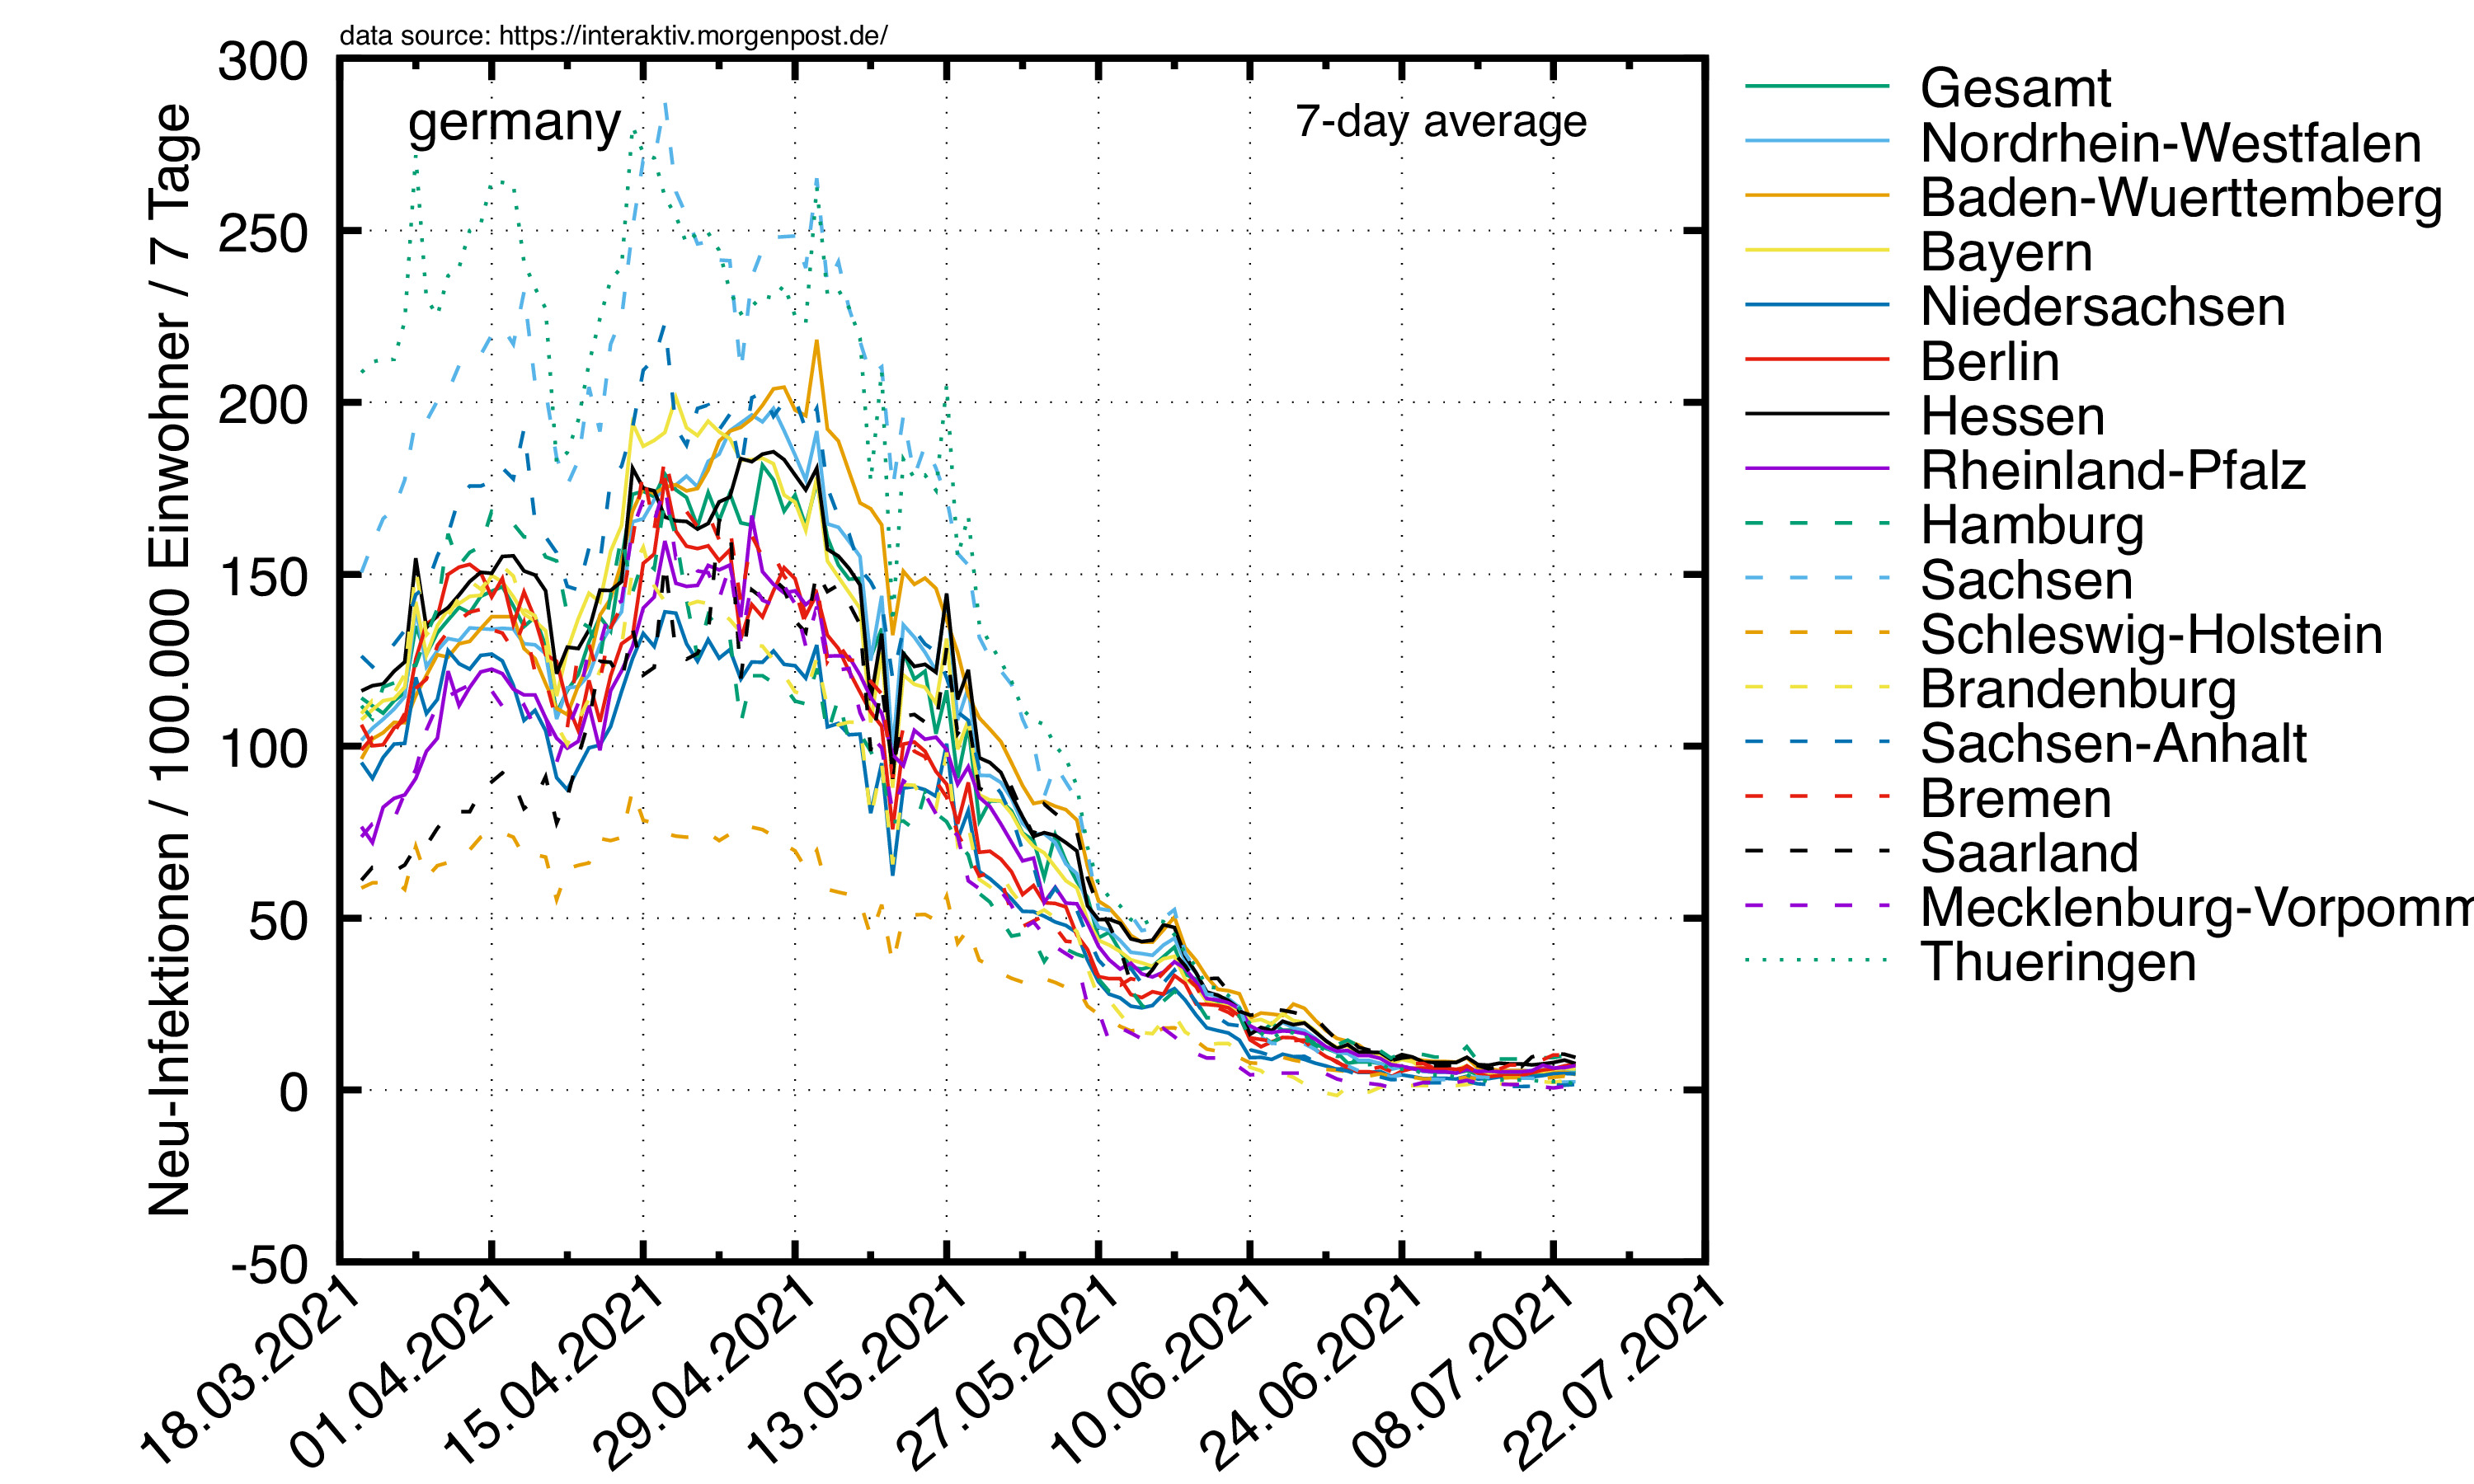 data source: https://interaktiv.morgenpost.de/
germany
7-day average
Neu-Infektionen / 100.000 Einwohner / 7 Tage
300
250
200
150
100
50
0
-50
18.03.2021
01.04.2021
15.04.2021
29.04.2021
13.05.2021
27.05.2021
10.06.2021
24.06.2021
08.07.2021
22.07.2021
Gesamt
Nordrhein-Westfalen
Baden-Wuerttemberg
Bayern
Niedersachsen
Berlin
Hessen
Rheinland-Pfalz
Hamburg
Sachsen
Schleswig-Holstein
Brandenburg
Sachsen-Anhalt
Bremen
Saarland
Mecklenburg-Vorpomm
Thueringen